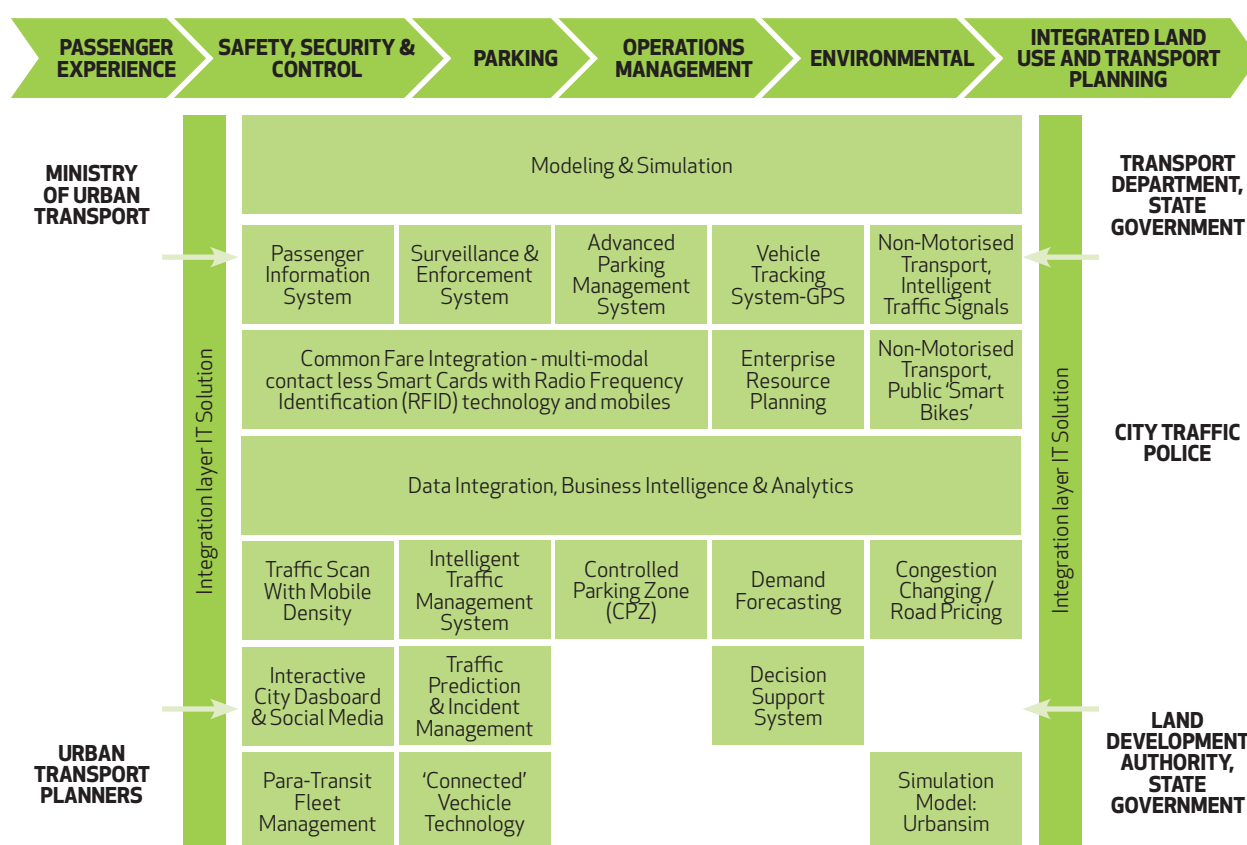 PASSENGER
EXPERIENCE
SAFETY, SECURITY &
CONTROL
PARKING
OPERATIONS
MANAGEMENT
ENVIRONMENTAL
INTEGRATED LAND
USE AND TRANSPORT
PLANNING
MINISTRY
OF URBAN
TRANSPORT
URBAN
TRANSPORT
PLANNERS
Integration layer IT Solution
Modeling & Simulation
Passenger
Information
System
Surveillance &
Enforcement
System
Advanced
Parking
Management
System
Vehicle
Tracking
System-GPS
Non-Motorised
Transport,
Intelligent
Traffic Signals
Common Fare Integration - multi-modal
contact less Smart Cards with Radio Frequency
Identification (RFID) technology and mobiles
Enterprise
Resource
Planning
Non-Motorised
Transport,
Public ‘Smart
Bikes’
Data Integration, Business Intelligence & Analytics
Traffic Scan
With Mobile
Density
Intelligent
Traffic
Management
System
Controlled
Parking Zone
(CPZ)
Demand
Forecasting
Congestion
Changing /
Road Pricing
Interactive
City Dasboard
& Social Media
Traffic
Prediction
& Incident
Management
Decision
Support
System
Para-Transit
Fleet
Management
‘Connected’
Vechicle
Technology
Simulation
Model:
Urbansim
Integration layer IT Solution
TRANSPORT
DEPARTMENT,
STATE
GOVERNMENT
CITY TRAFFIC
POLICE
LAND
DEVELOPMENT
AUTHORITY,
STATE
GOVERNMENT